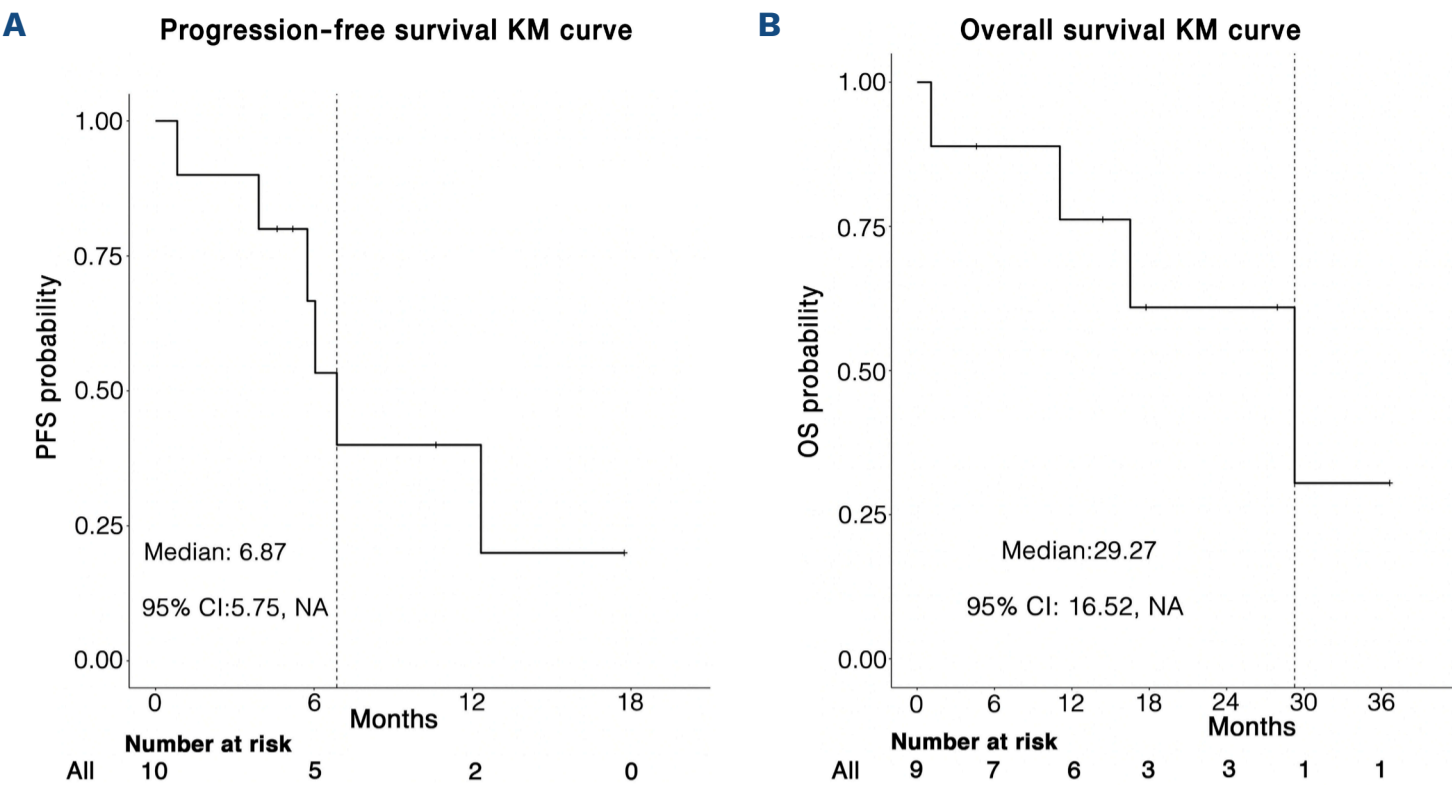 A
Progression-free survival KM curve
1.00
0.75
0.50
0.25
0.00
PFS probability
Median: 6.87
95% CI:5.75, NA
0 6 12 18
Months
Number at risk
All 10 5 2 0
B
Overall survival KM curve
1.00
0.75
0.50
0.25
0.00
OS probability
Median:29.27
95% CI: 16.52, NA
0 6 12 18 24 30 36
Months
Number at risk
All 9 7 6 3 3 1 1